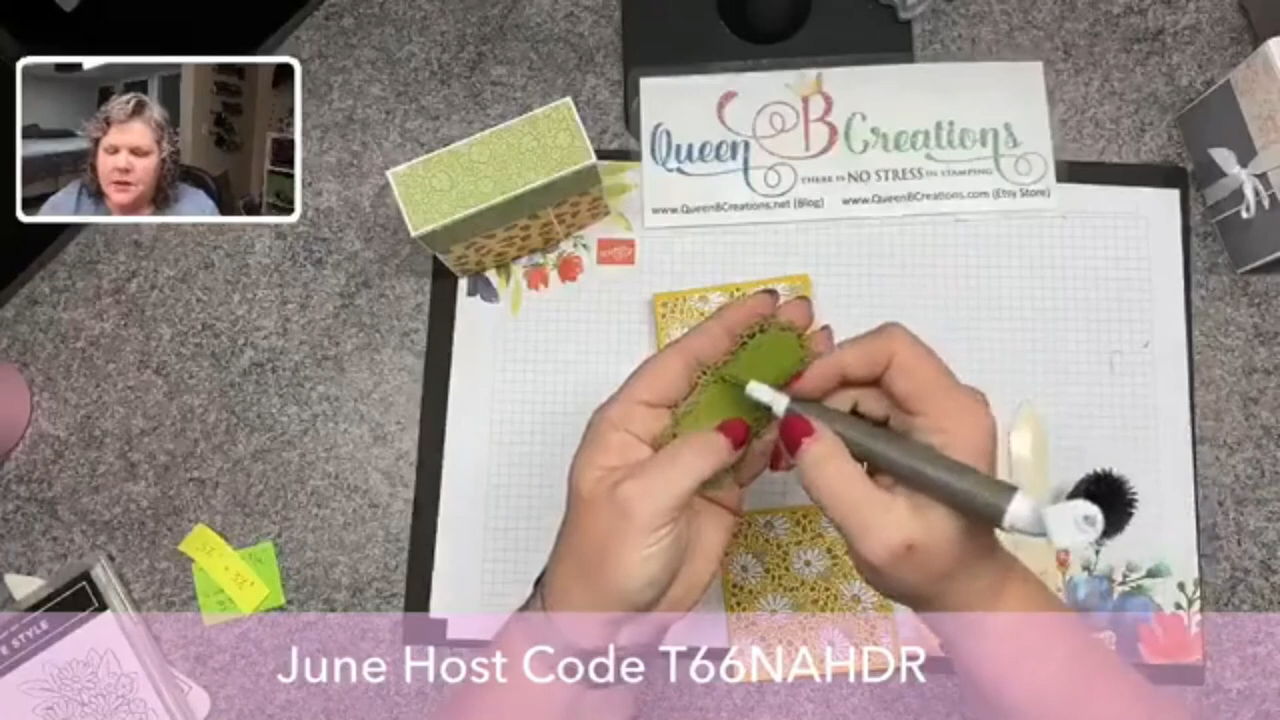 Queen B Creations
THERE IS NO STRESS IN STAMPING
www.QueenBCreations.net (Blog) www.QueenBCreations.com (Etsy Store)
E STYLE
June Host Code T66NAHDR